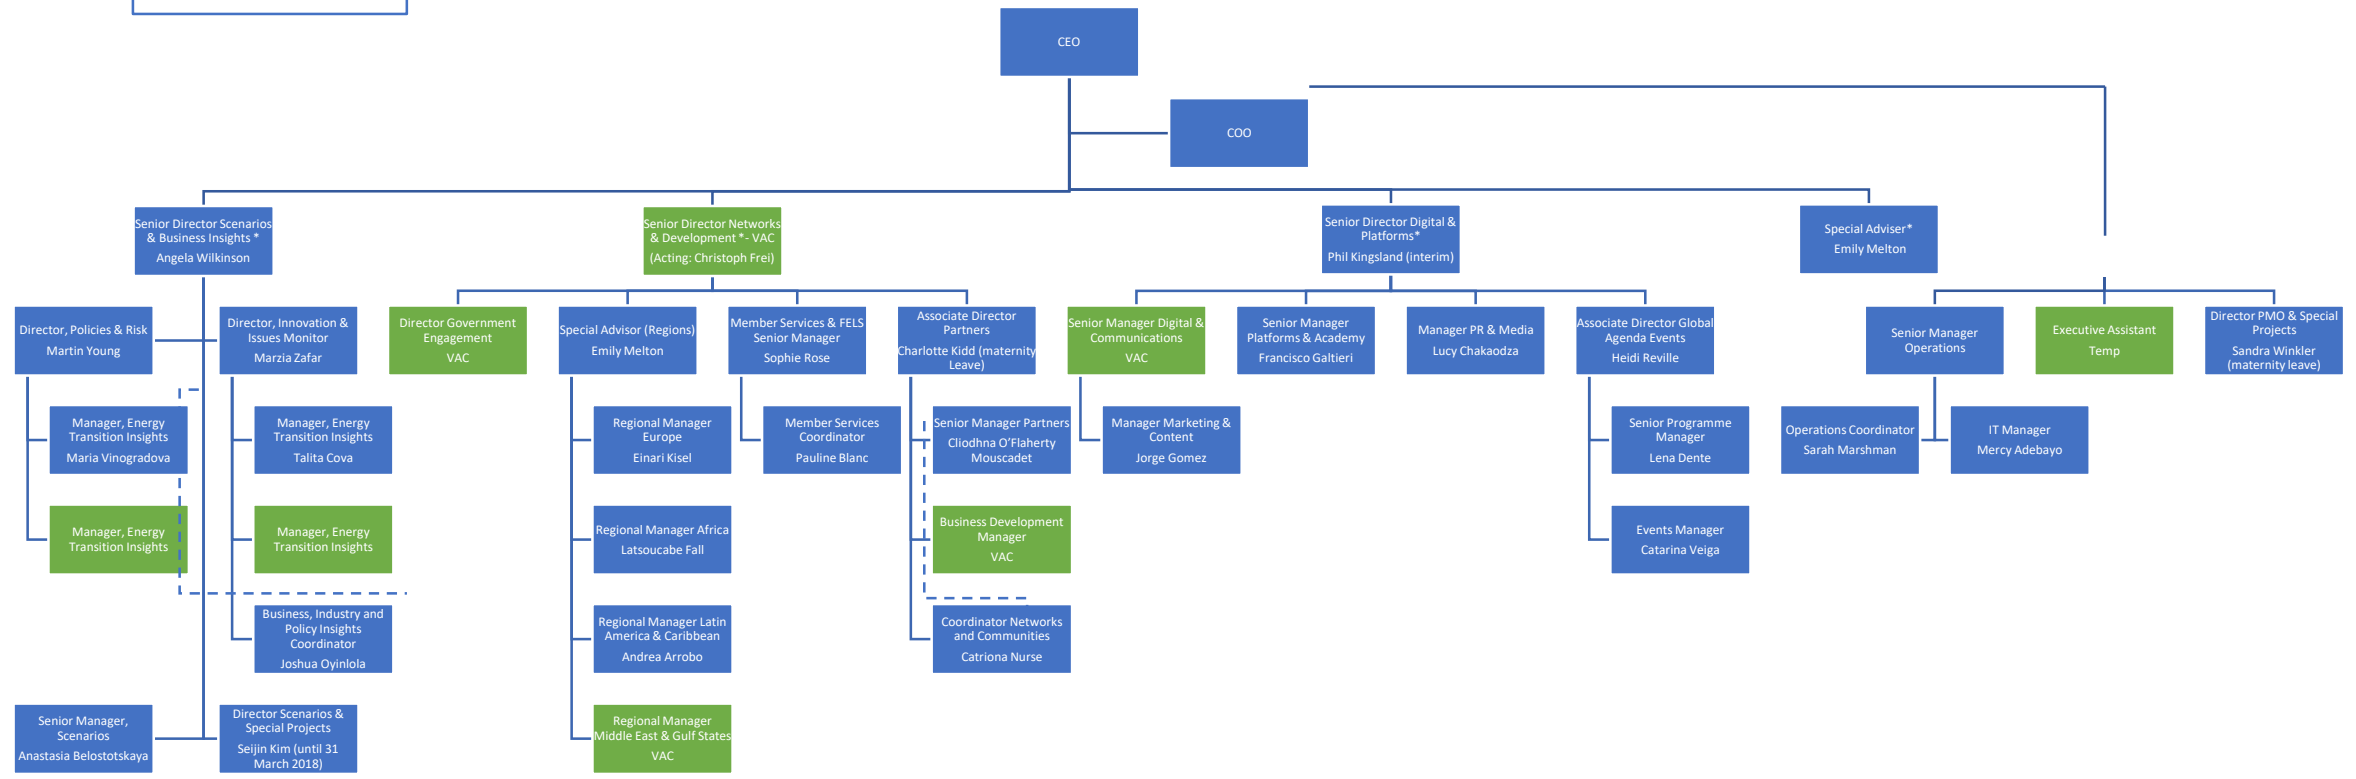 CEO
COO
Senior Director Scenarios
& Business Insights *
Angela Wilkinson
Senior Director Networks
& Development *- VAC
(Acting: Christoph Frei)
Senior Director Digital &
Platforms*
Phil Kingsland (interim)
Special Adviser*
Emily Melton
Director, Policies & Risk
Martin Young
Director, Innovation &
Issues Monitor
Marzia Zafar
Director Government
Engagement
VAC
Special Advisor (Regions)
Emily Melton
Member Services & FELS
Senior Manager
Sophie Rose
Associate Director
Partners
Charlotte Kidd (maternity
Leave)
Senior Manager Digital &
Communications
VAC
Senior Manager
Platforms & Academy
Francisco Galtieri
Manager PR & Media
Lucy Chakaodza
Associate Director Global
Agenda Events
Heidi Reville
Senior Manager
Operations
Executive Assistant
Temp
Director PMO & Special
Projects
Sandra Winkler
(maternity leave)
Manager, Energy
Transition Insights
Maria Vinogradova
Manager, Energy
Transition Insights
Talita Cova
Regional Manager
Europe
Einari Kisel
Member Services
Coordinator
Pauline Blanc
Senior Manager Partners
Cliodhna O’Flaherty
Mouscadet
Manager Marketing &
Content
Jorge Gomez
Senior Programme
Manager
Lena Dente
Operations Coordinator
Sarah Marshman
IT Manager
Mercy Adebayo
Manager, Energy
Transition Insights
Manager, Energy
Transition Insights
Regional Manager Africa
Latsoucabe Fall
Business Development
Manager
VAC
Events Manager
Catarina Veiga
Business, Industry and
Policy Insights
Coordinator
Joshua Oyinlola
Regional Manager Latin
America & Caribbean
Andrea Arrobo
Coordinator Networks
and Communities
Catriona Nurse
Senior Manager,
Scenarios
Anastasia Belostotskaya
Director Scenarios &
Special Projects
Seijin Kim (until 31
March 2018)
Regional Manager
Middle East & Gulf States
VAC